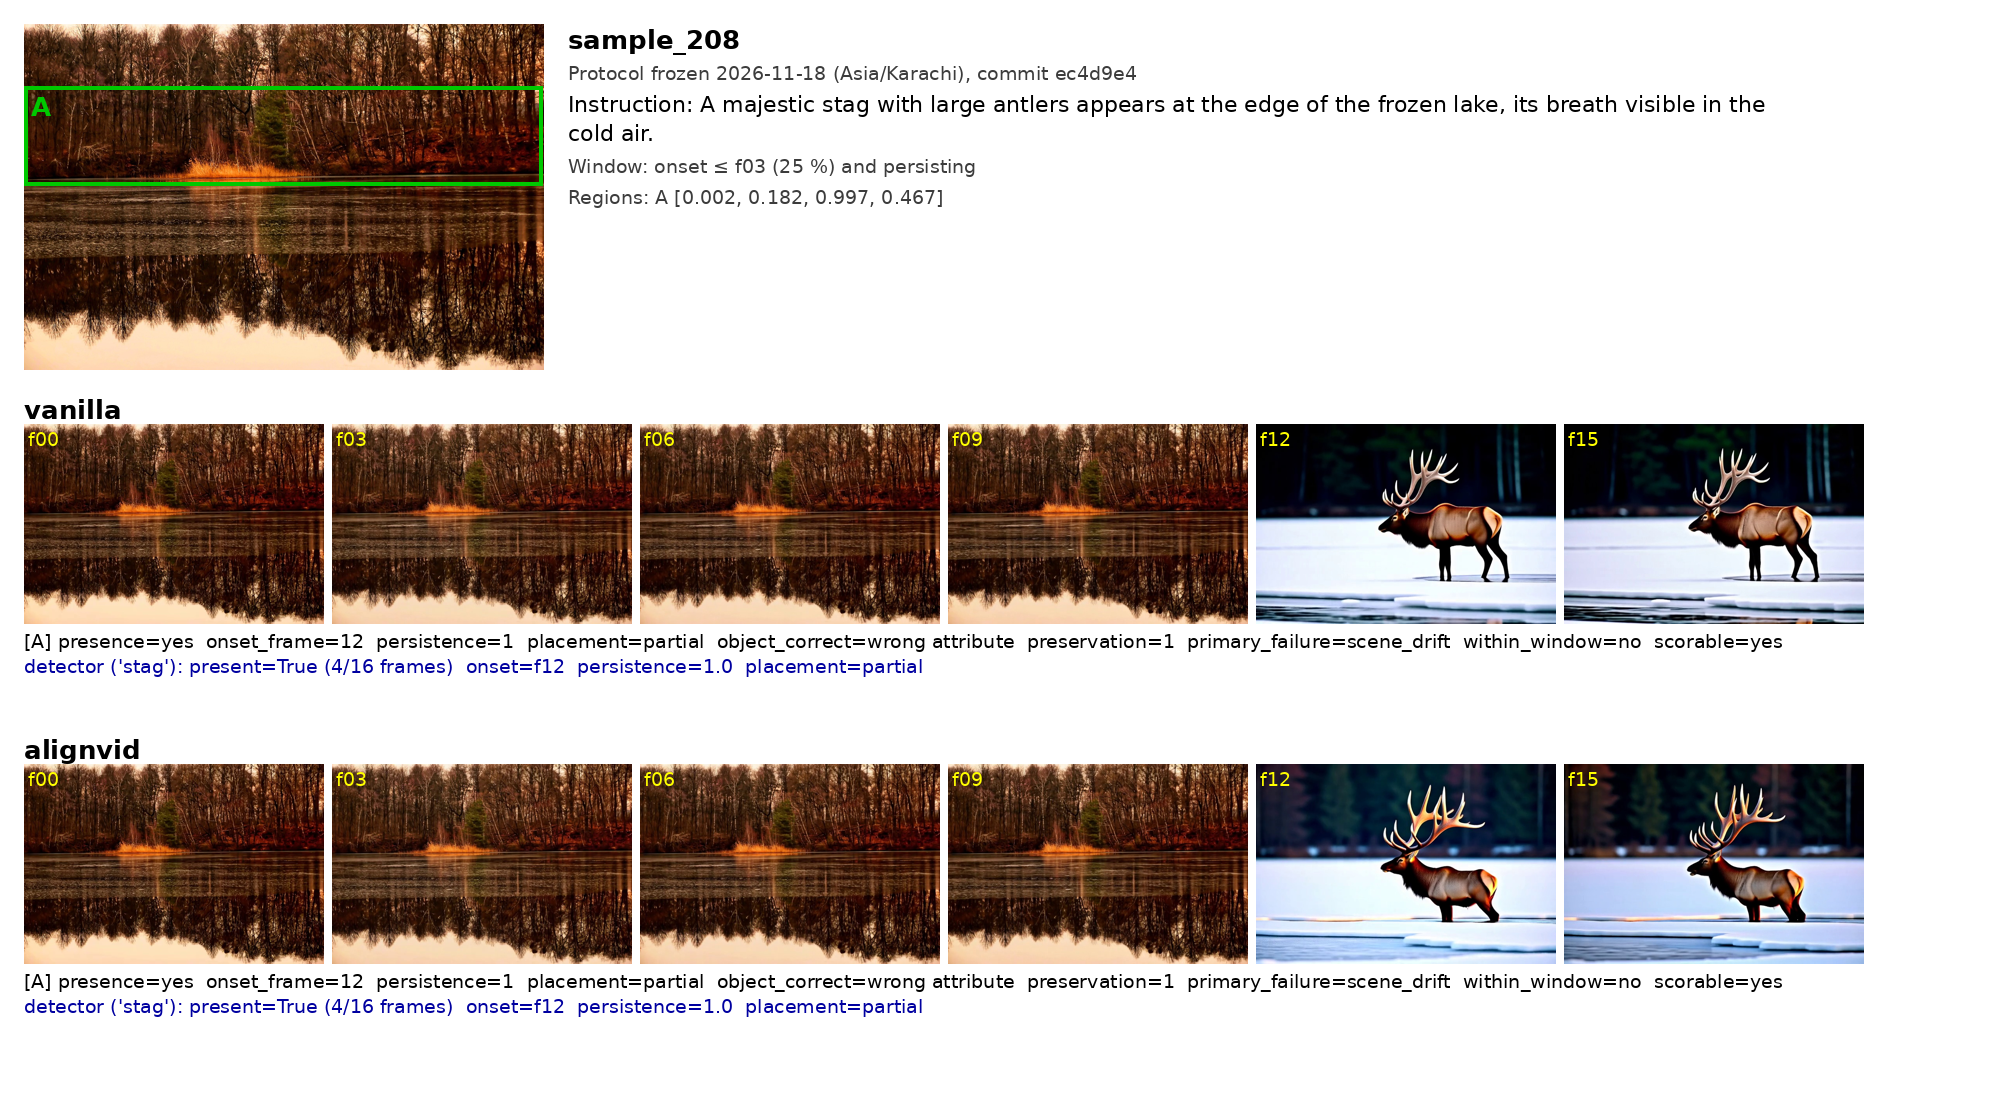 sample_208
Protocol frozen 2026-11-18 (Asia/Karachi), commit ec4d9e4
Instruction: A majestic stag with large antlers appears at the edge of the frozen lake, its breath visible in the
cold air.
Window: onset ≤ f03 (25 %) and persisting
Regions: A [0.002, 0.182, 0.997, 0.467]
A
vanilla
f00 f03 f06 f09 f12 f15
[A] presence=yes onset_frame=12 persistence=1 placement=partial object_correct=wrong attribute preservation=1 primary_failure=scene_drift within_window=no scorable=yes
detector ('stag'): present=True (4/16 frames) onset=f12 persistence=1.0 placement=partial
alignvid
f00 f03 f06 f09 f12 f15
[A] presence=yes onset_frame=12 persistence=1 placement=partial object_correct=wrong attribute preservation=1 primary_failure=scene_drift within_window=no scorable=yes
detector ('stag'): present=True (4/16 frames) onset=f12 persistence=1.0 placement=partial